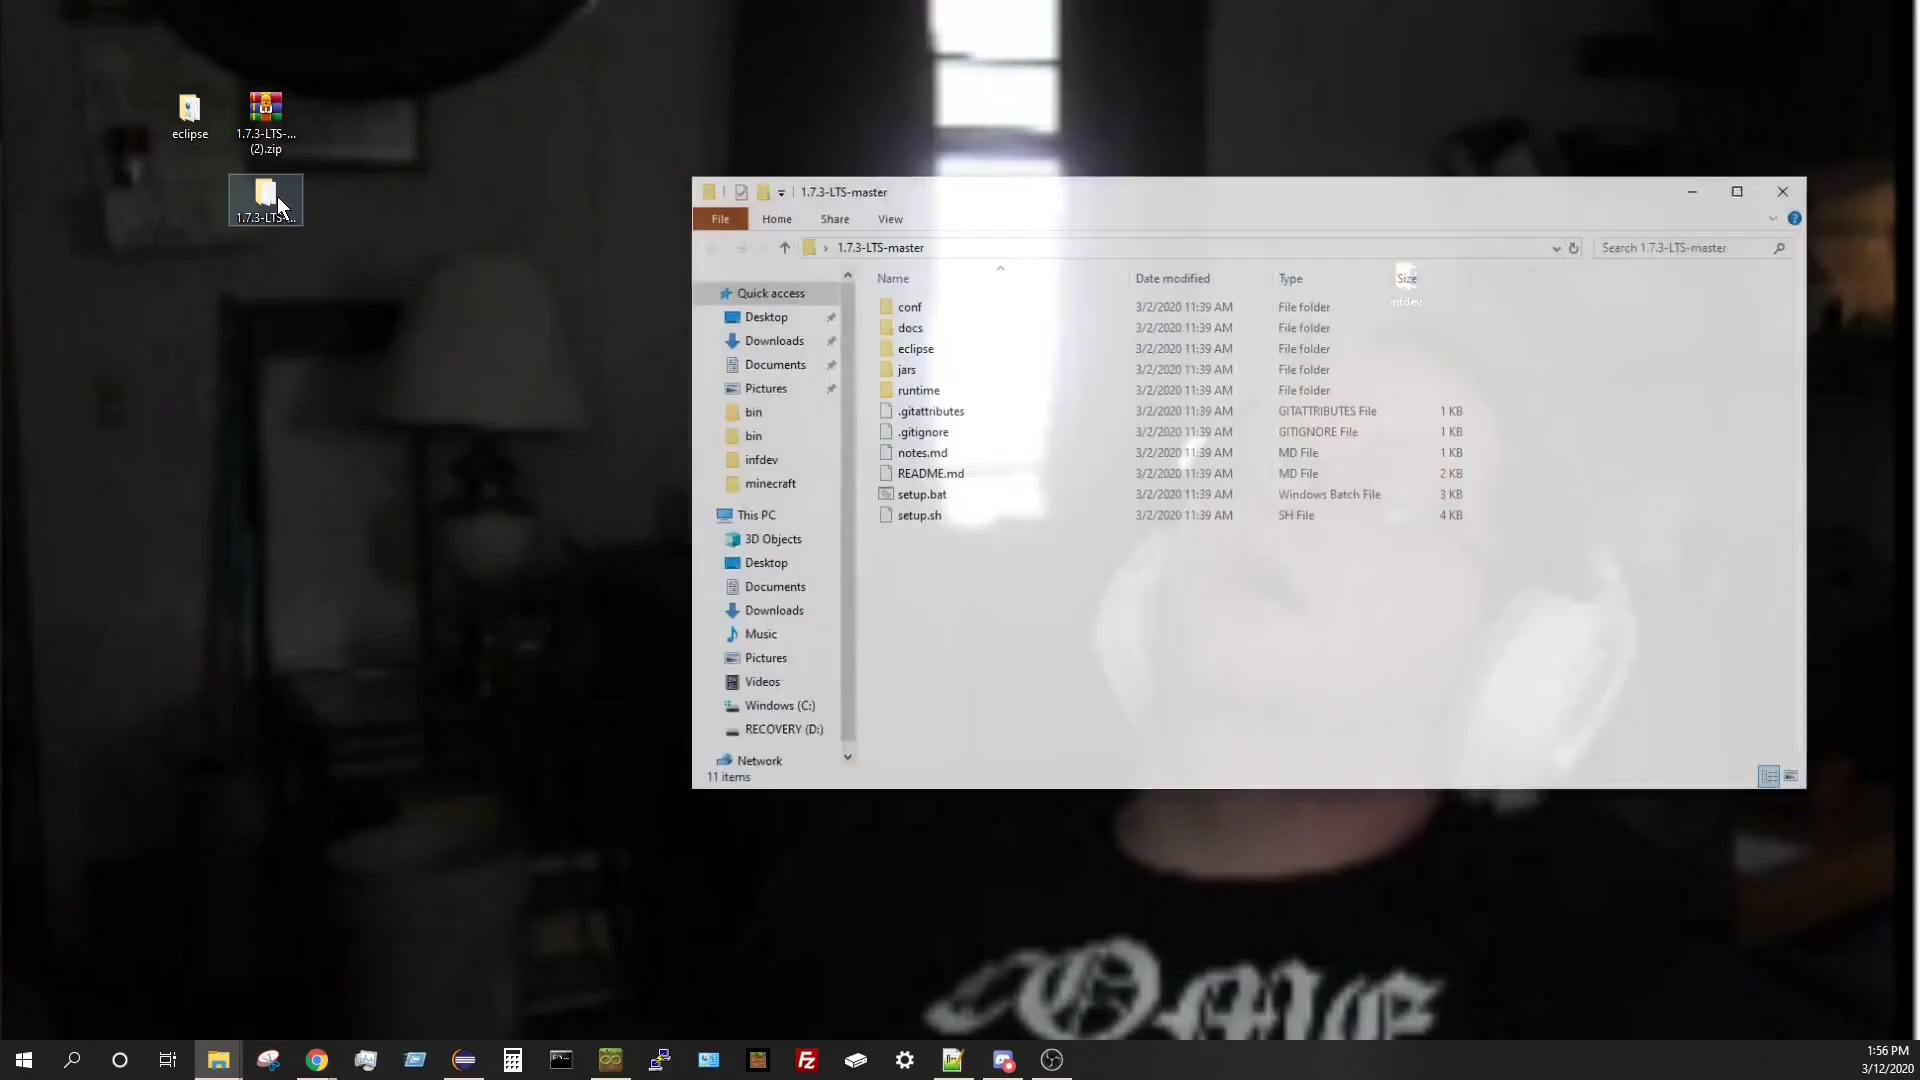 eclipse
1.7.3-LTS-...
(2).zip
1.7.3-LTS-...
1.7.3-LTS-master
File
Home
Share
View
1.7.3-LTS-master
Search 1.7.3-LTS-master
Name
Date modified
Type
Size
infdev
Quick access
Desktop
Downloads
Documents
Pictures
bin
bin
infdev
minecraft
This PC
3D Objects
Desktop
Documents
Downloads
Music
Pictures
Videos
Windows (C:)
RECOVERY (D:)
Network
conf 3/2/2020 11:39 AM File folder
docs 3/2/2020 11:39 AM File folder
eclipse 3/2/2020 11:39 AM File folder
jars 3/2/2020 11:39 AM File folder
runtime 3/2/2020 11:39 AM File folder
.gitattributes 3/2/2020 11:39 AM GITATTRIBUTES File 1 KB
.gitignore 3/2/2020 11:39 AM GITIGNORE File 1 KB
notes.md 3/2/2020 11:39 AM MD File 1 KB
README.md 3/2/2020 11:39 AM MD File 2 KB
setup.bat 3/2/2020 11:39 AM Windows Batch File 3 KB
setup.sh 3/2/2020 11:39 AM SH File 4 KB
11 items
1:56 PM
3/12/2020